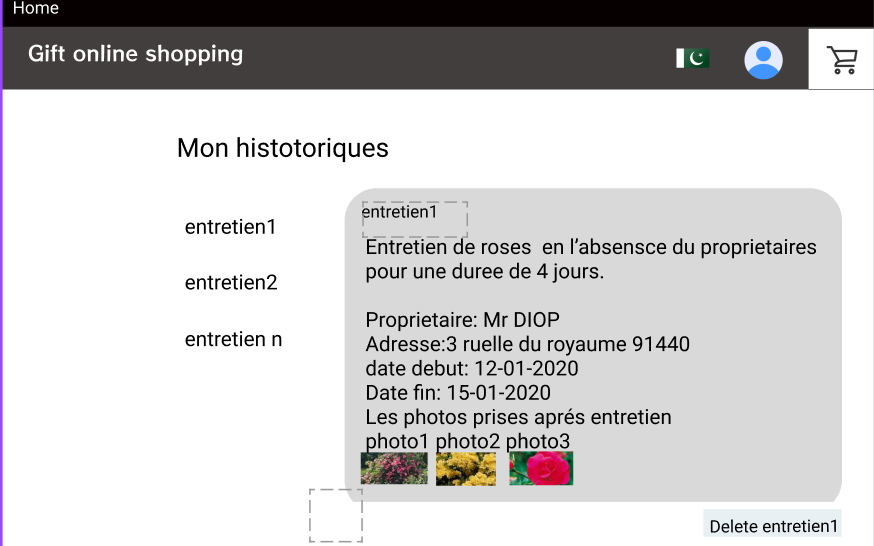 Home
Gift online shopping
Mon histotoriques
entretien1
entretien2
entretien n
entretien1
Entretien de roses  en l’absensce du proprietaires
pour une duree de 4 jours.
Proprietaire: Mr DIOP
Adresse:3 ruelle du royaume 91440
date debut: 12-01-2020
Date fin: 15-01-2020
Les photos prises aprés entretien
photo1 photo2 photo3
Delete entretien1